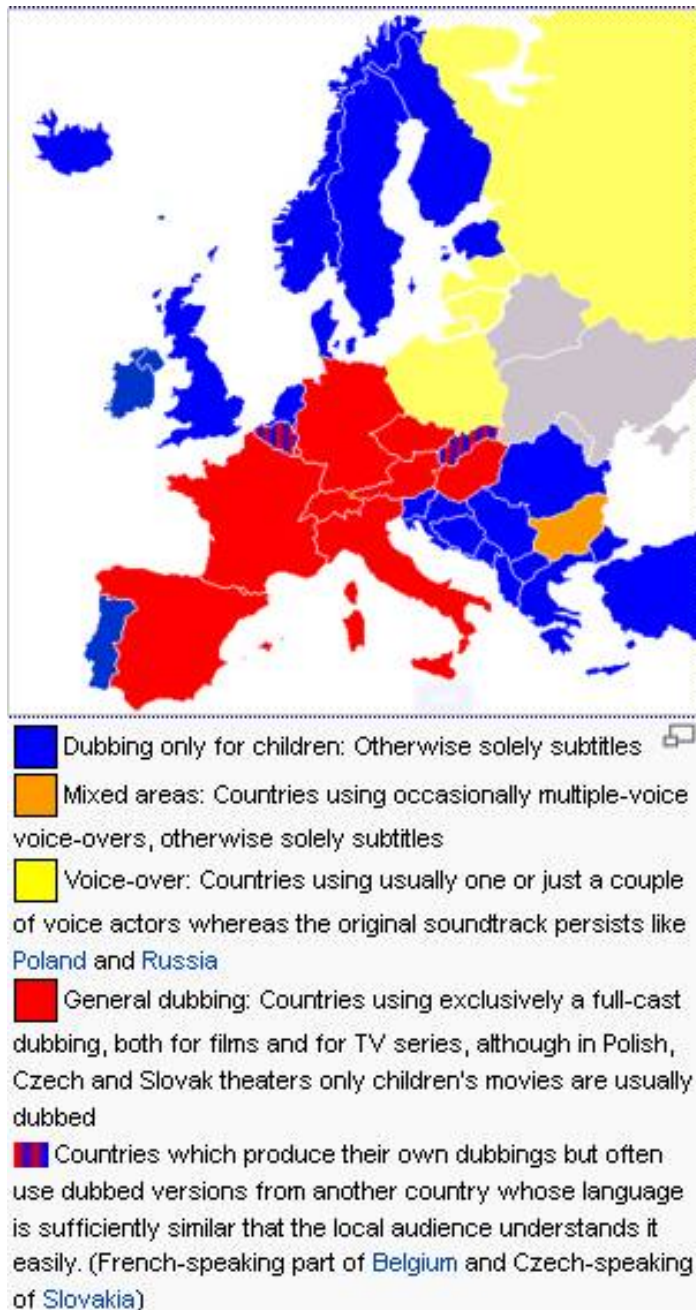 Dubbing only for children: Otherwise solely subtitles
Mixed areas: Countries using occasionally multiple-voice
voice-overs, otherwise solely subtitles
Voice-over: Countries using usually one or just a couple
of voice actors whereas the original soundtrack persists like
Poland and Russia
General dubbing: Countries using exclusively a full-cast
dubbing, both for films and for TV series, although in Polish,
Czech and Slovak theaters only children's movies are usually
dubbed
Countries which produce their own dubbings but often
use dubbed versions from another country whose language
is sufficiently similar that the local audience understands it
easily. (French-speaking part of Belgium and Czech-speaking
of Slovakia)